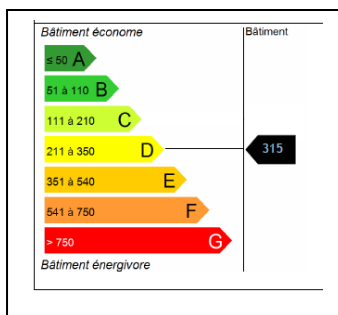 Bâtiment économe
Bâtiment
≤ 50 A
51 à 110 B
111 à 210 C
211 à 350 D
315
351 à 540 E
541 à 750 F
> 750 G
Bâtiment énergivore